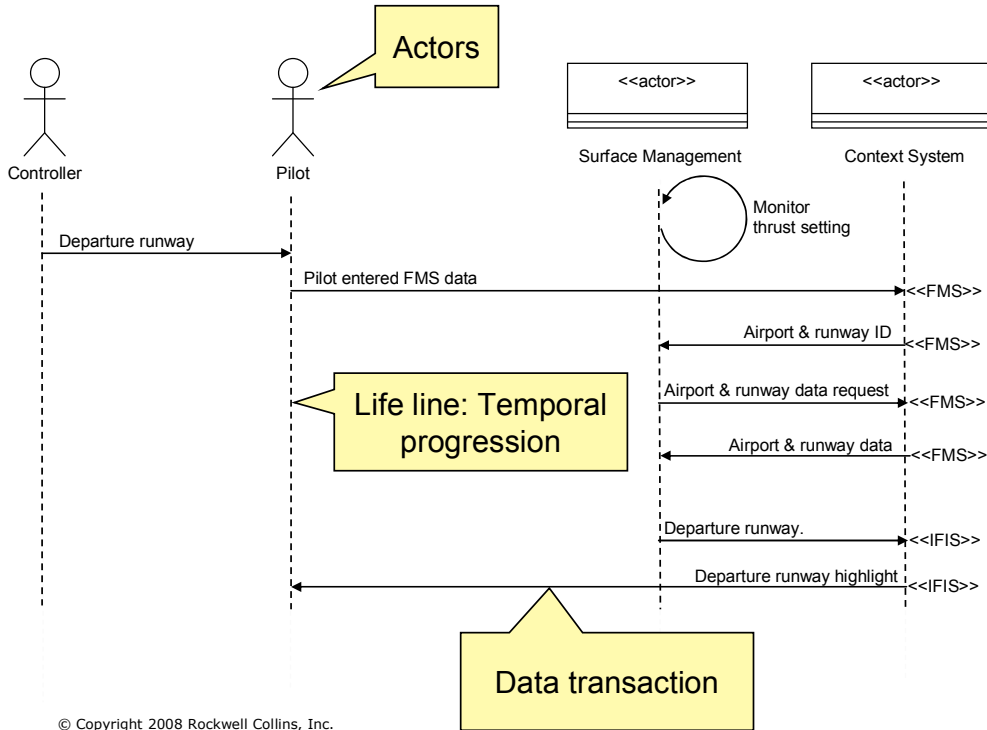 Actors
<<actor>>
<<actor>>
Controller
Pilot
Surface Management
Context System
Monitor
thrust setting
Departure runway
Pilot entered FMS data
<<FMS>>
Airport & runway ID
<<FMS>>
Life line: Temporal
progression
Airport & runway data request
<<FMS>>
Airport & runway data
<<FMS>>
Departure runway.
<<IFIS>>
Departure runway highlight
<<IFIS>>
Data transaction
© Copyright 2008 Rockwell Collins, Inc.